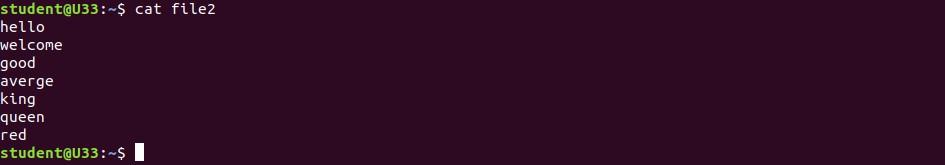 student@U33:~$ cat file2
hello
welcome
good
averge
king
queen
red
student@U33:~$